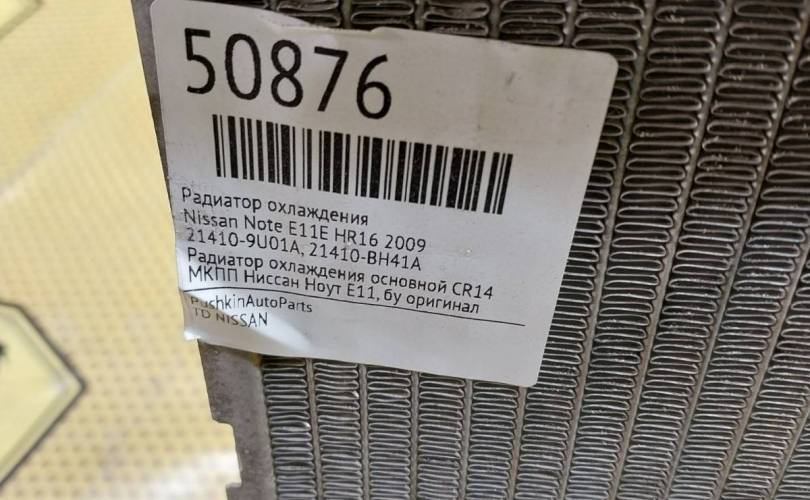 50876
Радиатор охлаждения
Nissan Note E11E HR16 2009
21410-9U01A, 21410-BH41A
Радиатор охлаждения основной CR14
МКПП Ниссан Ноут Е11, бу оригинал
PushkinAutoParts
TD NISSAN